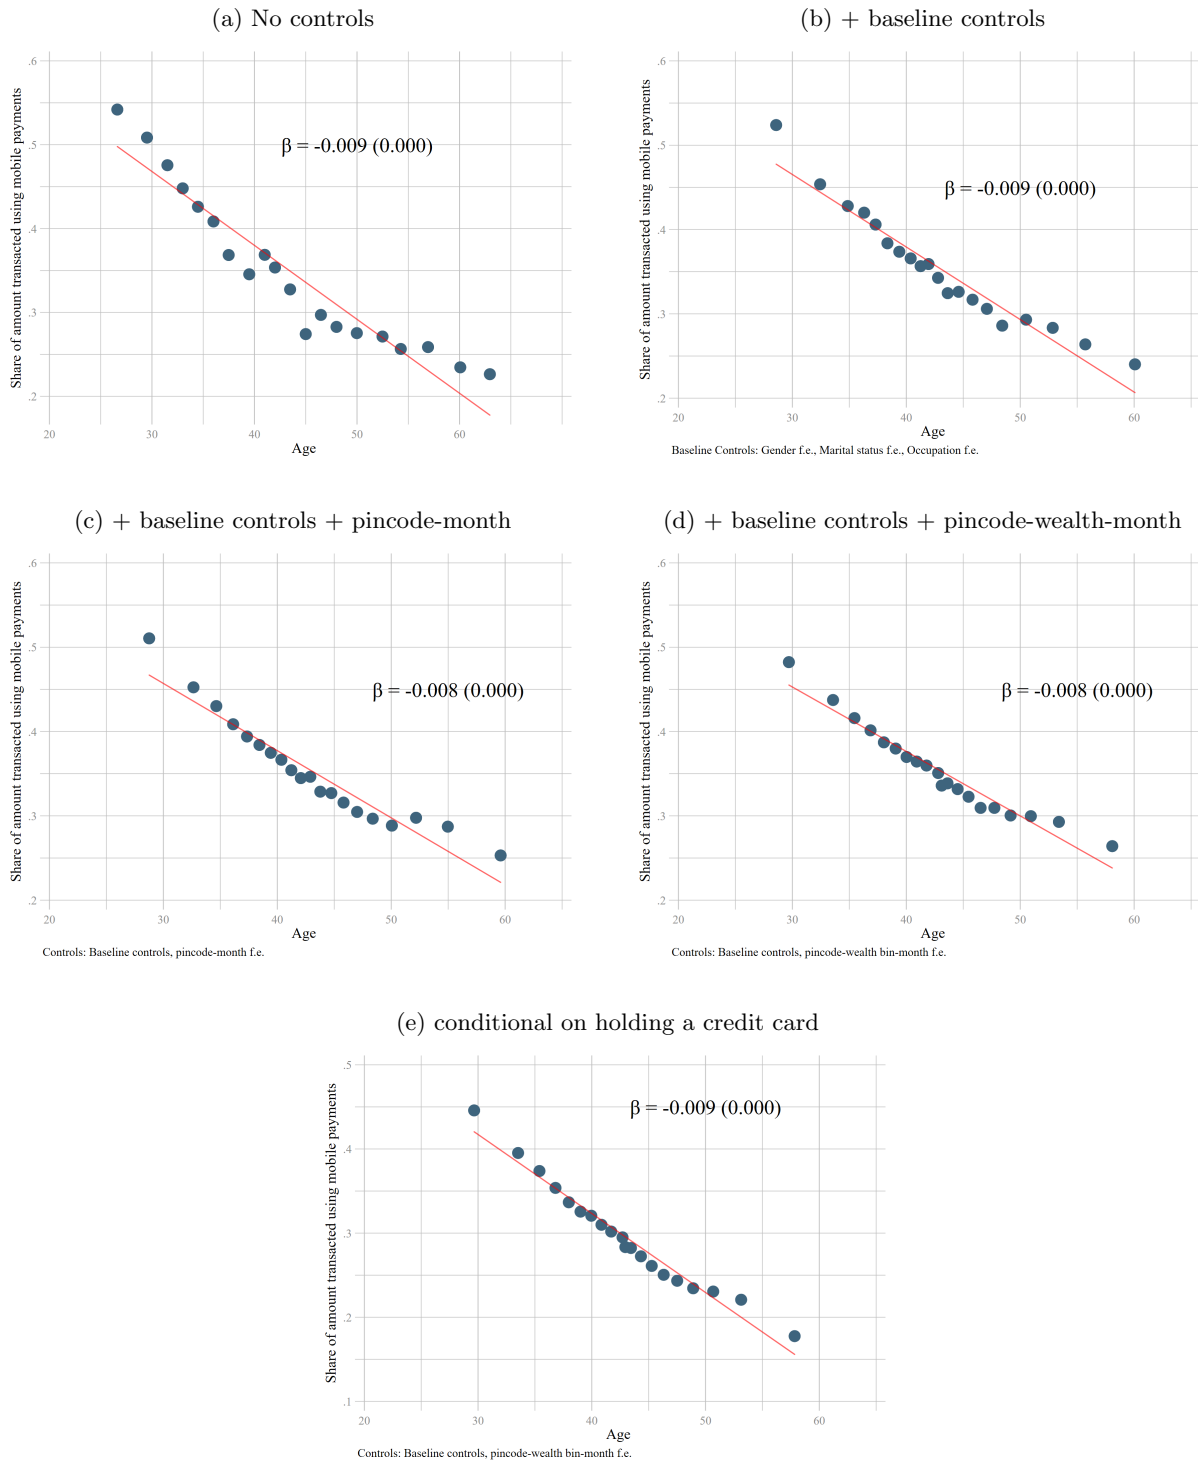 (a) No controls
.6
.5
.4
.3
.2
Share of amount transacted using mobile payments
β = -0.009 (0.000)
20 30 40 50 60
Age
(b) + baseline controls
.6
.5
.4
.3
.2
Share of amount transacted using mobile payments
β = -0.009 (0.000)
20 30 40 50 60
Age
Baseline Controls: Gender f.e., Marital status f.e., Occupation f.e.
(c) + baseline controls + pincode-month
.6
.5
.4
.3
.2
Share of amount transacted using mobile payments
β = -0.008 (0.000)
20 30 40 50 60
Age
Controls: Baseline controls, pincode-month f.e.
(d) + baseline controls + pincode-wealth-month
.6
.5
.4
.3
.2
Share of amount transacted using mobile payments
β = -0.008 (0.000)
20 30 40 50 60
Age
Controls: Baseline controls, pincode-wealth bin-month f.e.
(e) conditional on holding a credit card
.5
.4
.3
.2
.1
Share of amount transacted using mobile payments
β = -0.009 (0.000)
20 30 40 50 60
Age
Controls: Baseline controls, pincode-wealth bin-month f.e.